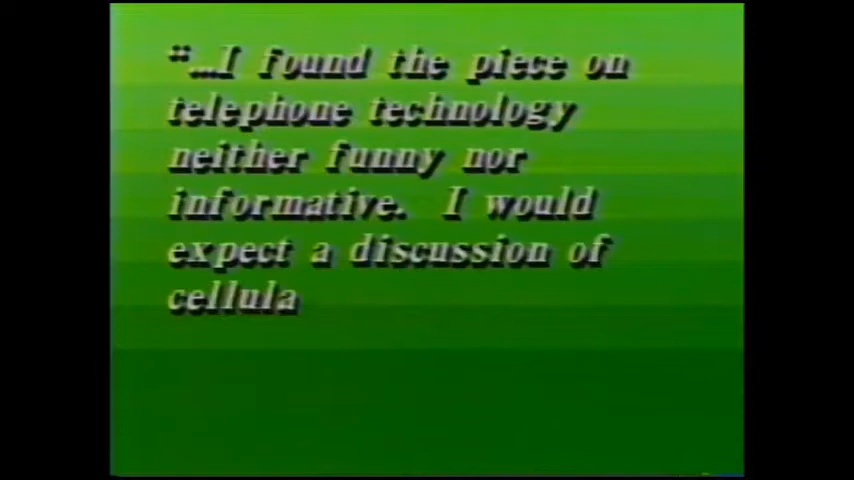 “...I found the piece on
telephone technology
neither funny nor
informative.  I would
expect a discussion of
cellula